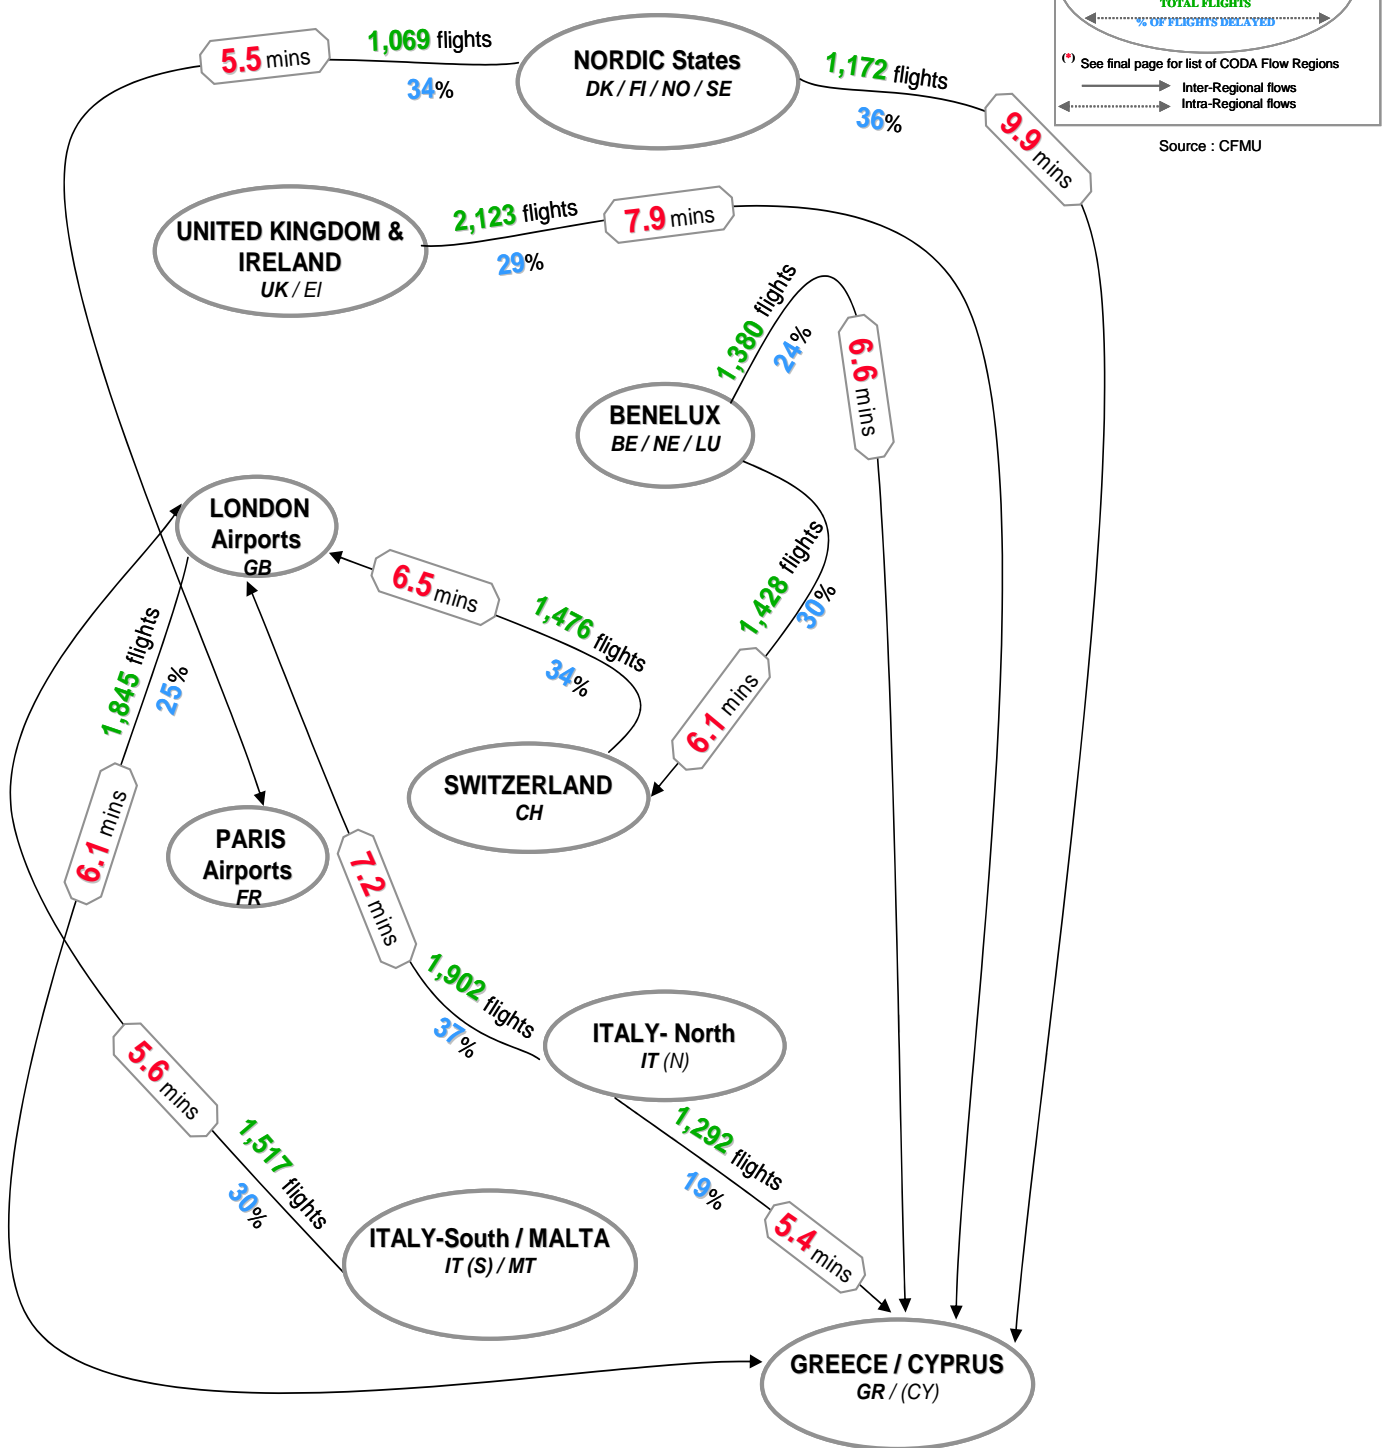 TOTAL FLIGHTS
% OF FLIGHTS DELAYED
(*) See final page for list of CODA Flow Regions
Inter-Regional flows
Intra-Regional flows
Source : CFMU
5.5 mins
1,069 flights
34%
NORDIC States
DK / FI / NO / SE
1,172 flights
36%
9.9 mins
UNITED KINGDOM &
IRELAND
UK / EI
2,123 flights
29%
7.9 mins
1,380 flights
24%
6.6 mins
BENELUX
BE / NE / LU
LONDON
Airports
GB
6.5 mins
1,476 flights
34%
1,428 flights
30%
6.1 mins
1,845 flights
25%
6.1 mins
SWITZERLAND
CH
PARIS
Airports
FR
7.2 mins
1,902 flights
37%
ITALY- North
IT (N)
5.6 mins
1,517 flights
30%
1,292 flights
19%
5.4 mins
ITALY-South / MALTA
IT (S) / MT
GREECE / CYPRUS
GR / (CY)